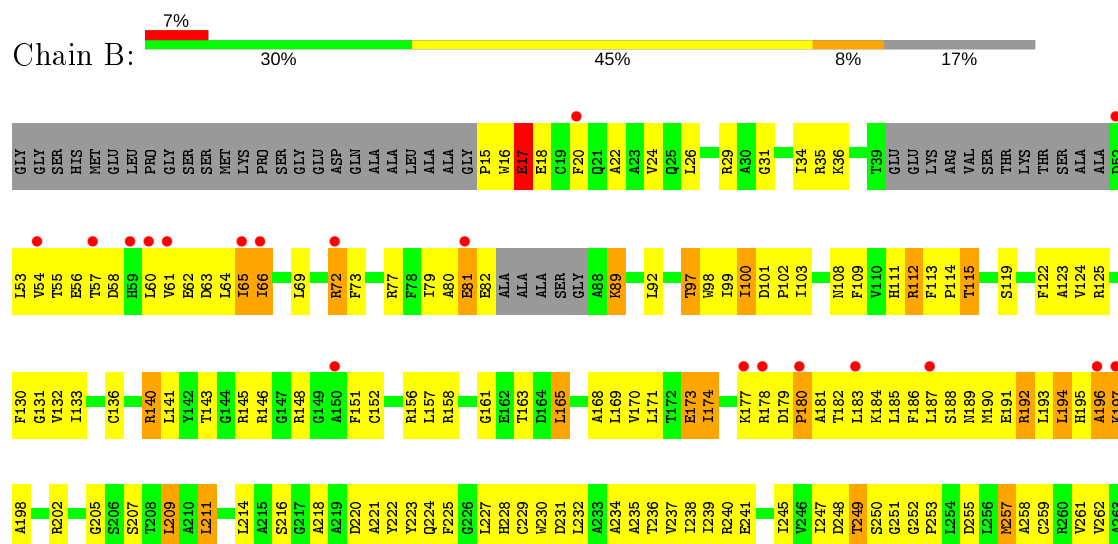 7%
Chain B:
30% 45% 8% 17%
GLY GLY SER HIS MET GLU LEU PRO GLY SER SER MET LYS PRO SER GLY GLU ASP GLN ALA ALA LEU ALA ALA GLY P15 W16 E17 E18 C19 F20 Q21 A22 A23 V24 Q25 L26 R29 A30 G31 I34 R35 K36 T39 GLU GLU LYS ARG VAL SER THR LYS THR SER ALA ALA D52
L53 V54 T55 E56 T57 D58 H59 L60 V61 E62 D63 L64 I65 I66 L69 R72 F73 R77 F78 I79 A80 E81 E82 ALA ALA ALA SER GLY A88 K89 L92 T97 W98 I99 I100 D101 P102 I103 N108 F109 V110 H111 R112 F113 P114 T115 S119 F122 A123 V124 R125
F130 G131 V132 I133 C136 R140 L141 Y142 T143 G144 R145 R146 G147 R148 G149 A150 F151 C152 R156 L157 R158 G161 E162 T163 D164 L165 A168 L169 V170 L171 T172 E173 I174 K177 R178 D179 P180 A181 T182 L183 K184 L185 F186 L187 S188 N189 M190 E191 R192 L193 L194 H195 A196 K197
A198 R202 G205 S206 S207 T208 L209 A210 L211 L214 A215 S216 G217 A218 A219 D220 A221 Y222 Y223 Q224 F225 G226 L227 H228 C229 W230 D231 L232 A233 A234 A235 T236 V237 I238 I239 R240 E241 I245 V246 I247 D248 T249 S250 G251 G252 P253 L254 D255 L256 M257 A258 C259 R260 V261 V262 A263